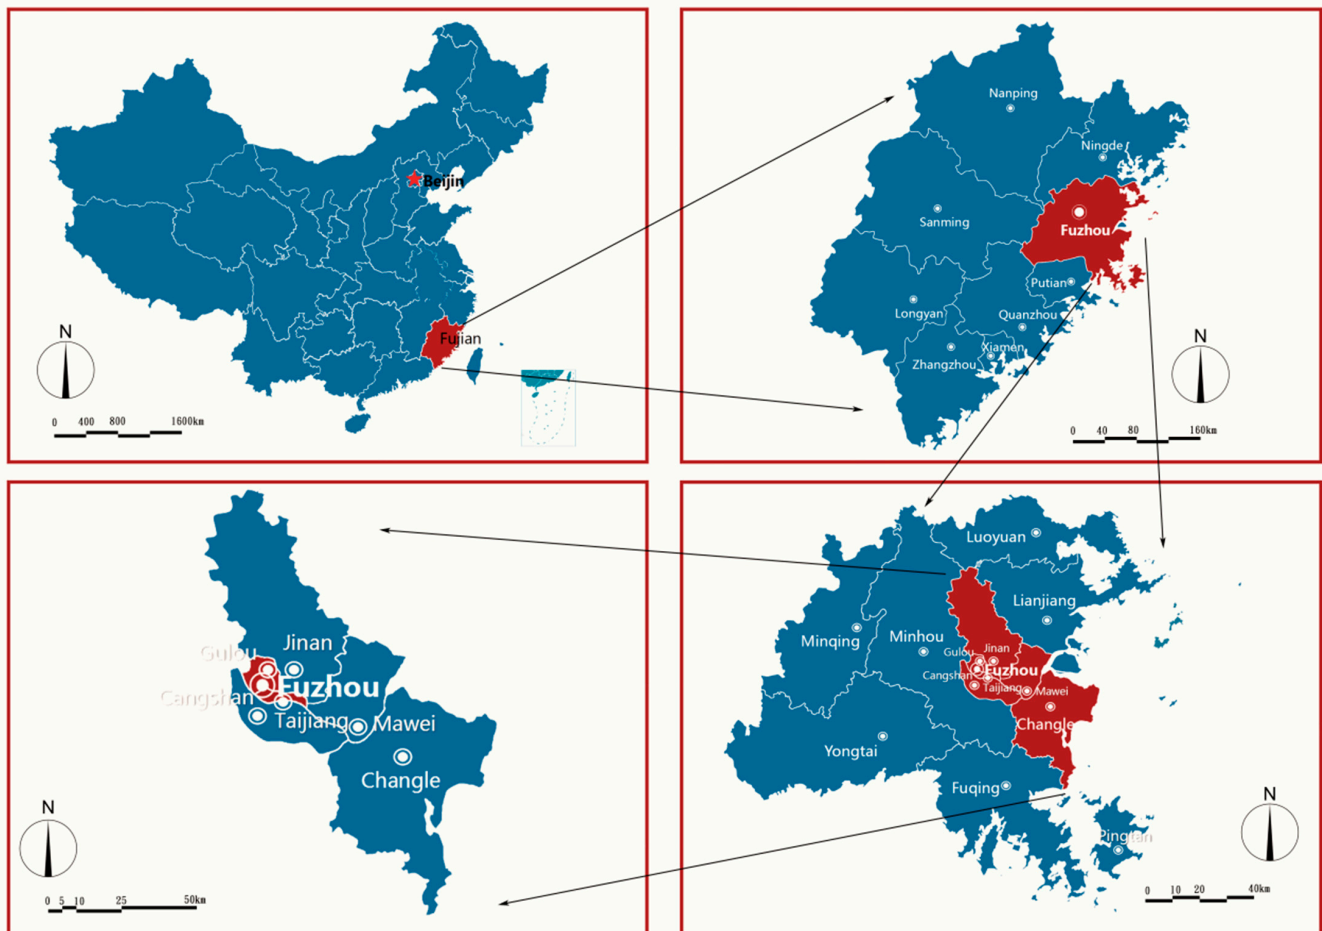 Beijin
Fujian
N
0 400 800 1600km
Nanping
Ningde
Sanming
Fuzhou
Putian
Longyan
Quanzhou
Xiamen
Zhangzhou
N
0 40 80 160km
Jinan
Gulou
Fuzhou
Cangshan
Taijiang
Mawei
Changle
N
0 5 10 25 50km
Luoyuan
Lianjiang
Minqing
Minhou
Jinan
Gulou
Fuzhou
Cangshan
Taijiang
Mawei
Changle
Yongtai
Fuqing
Pingtan
N
0 10 20 40km